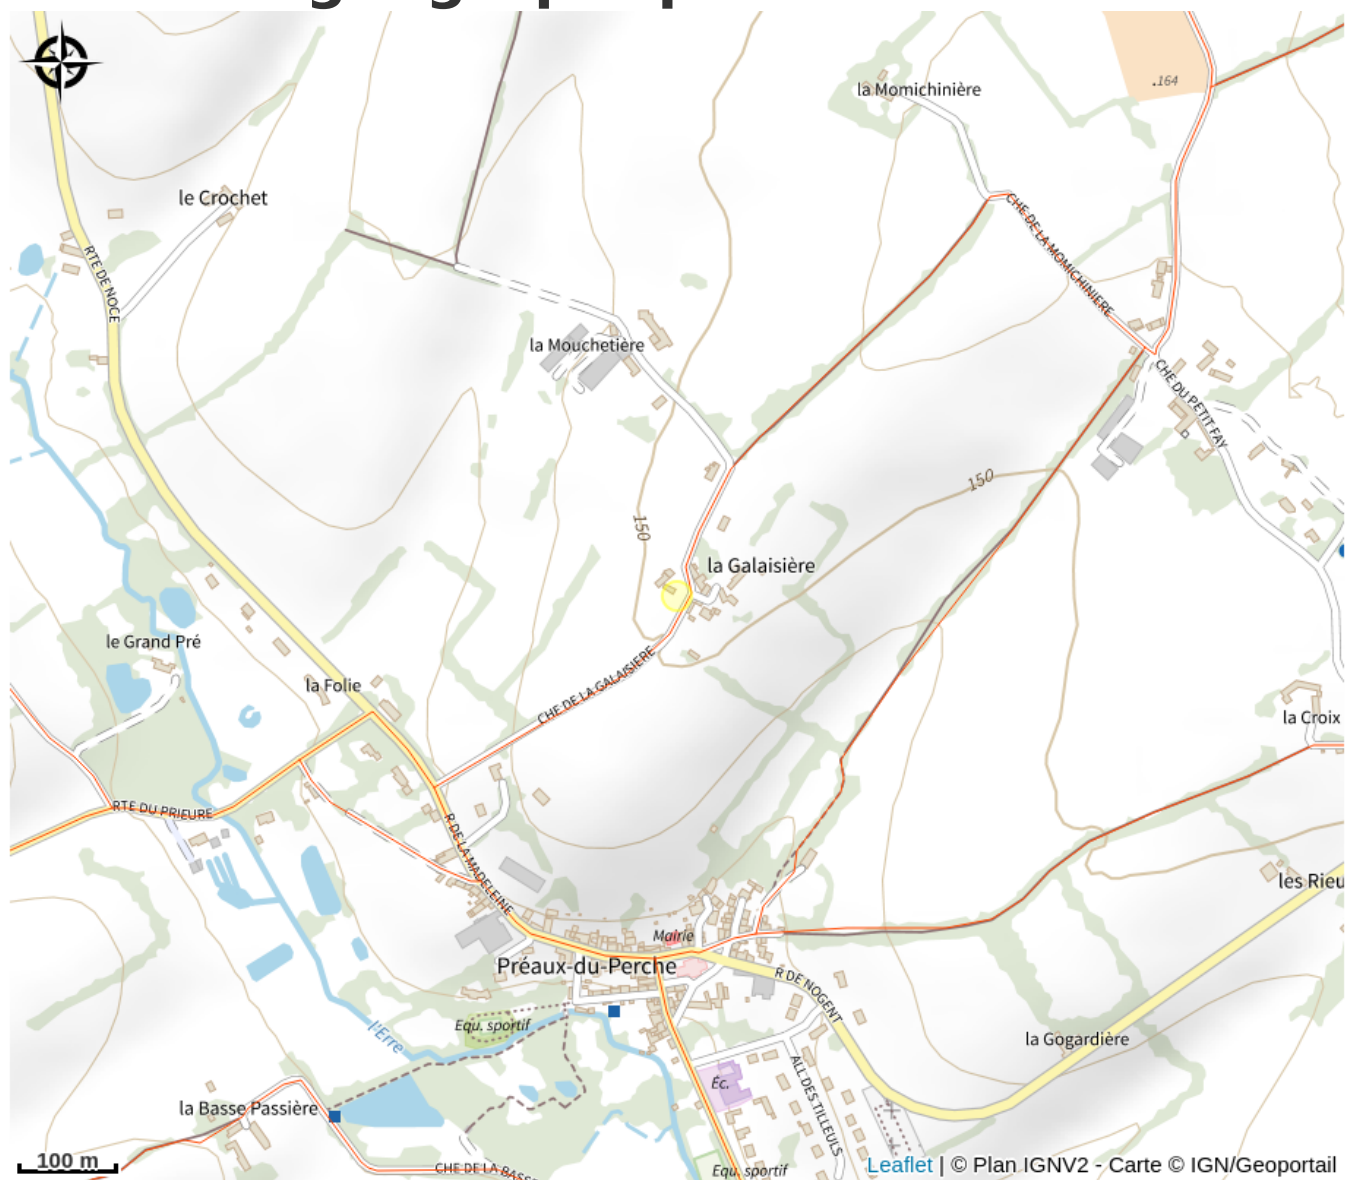 .164
la Momichinière
le Crochet
CHE DE LA MOMICHINIERE
RTE DE NOCE
la Mouchetière
CHE DU PETIT FAY
150
150
la Galaisière
le Grand Pré
la Folie
CHE DE LA GALAISIERE
la Croix
RTE DU PRIEURE
R DE LA MADELEINE
les Rieu
Mairie
Préaux-du-Perche
R DE NOGENT
Equ. sportif
l'Erre
la Gogardière
Éc.
ALL DES TILLEULS
la Basse Passière
100 m
CHE DE LA BASSE
Equ. sportif
Leaflet | © Plan IGNV2 - Carte © IGN/Geoportail